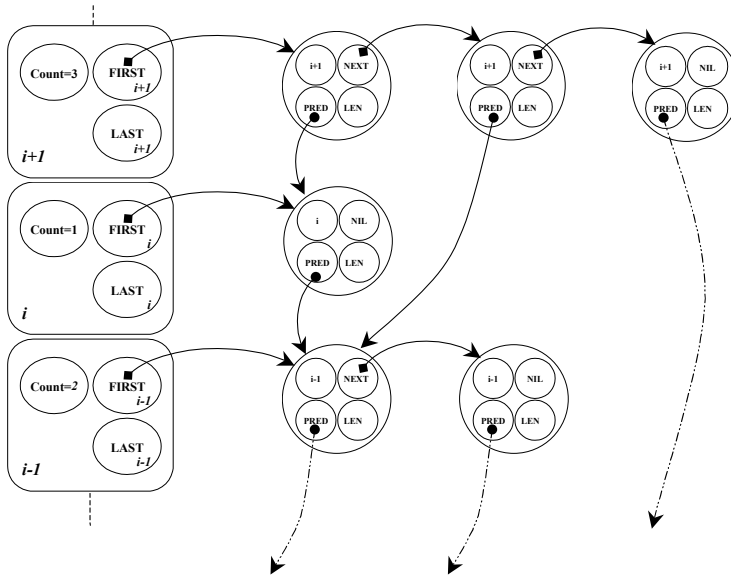 Count=3 FIRST i+1
LAST i+1
i+1
i+1 NEXT
PRED LEN
i+1 NEXT
PRED LEN
i+1 NIL
PRED LEN
Count=1 FIRST i
LAST i
i
i NIL
PRED LEN
Count=2 FIRST i-1
LAST i-1
i-1
i-1 NEXT
PRED LEN
i-1 NIL
PRED LEN